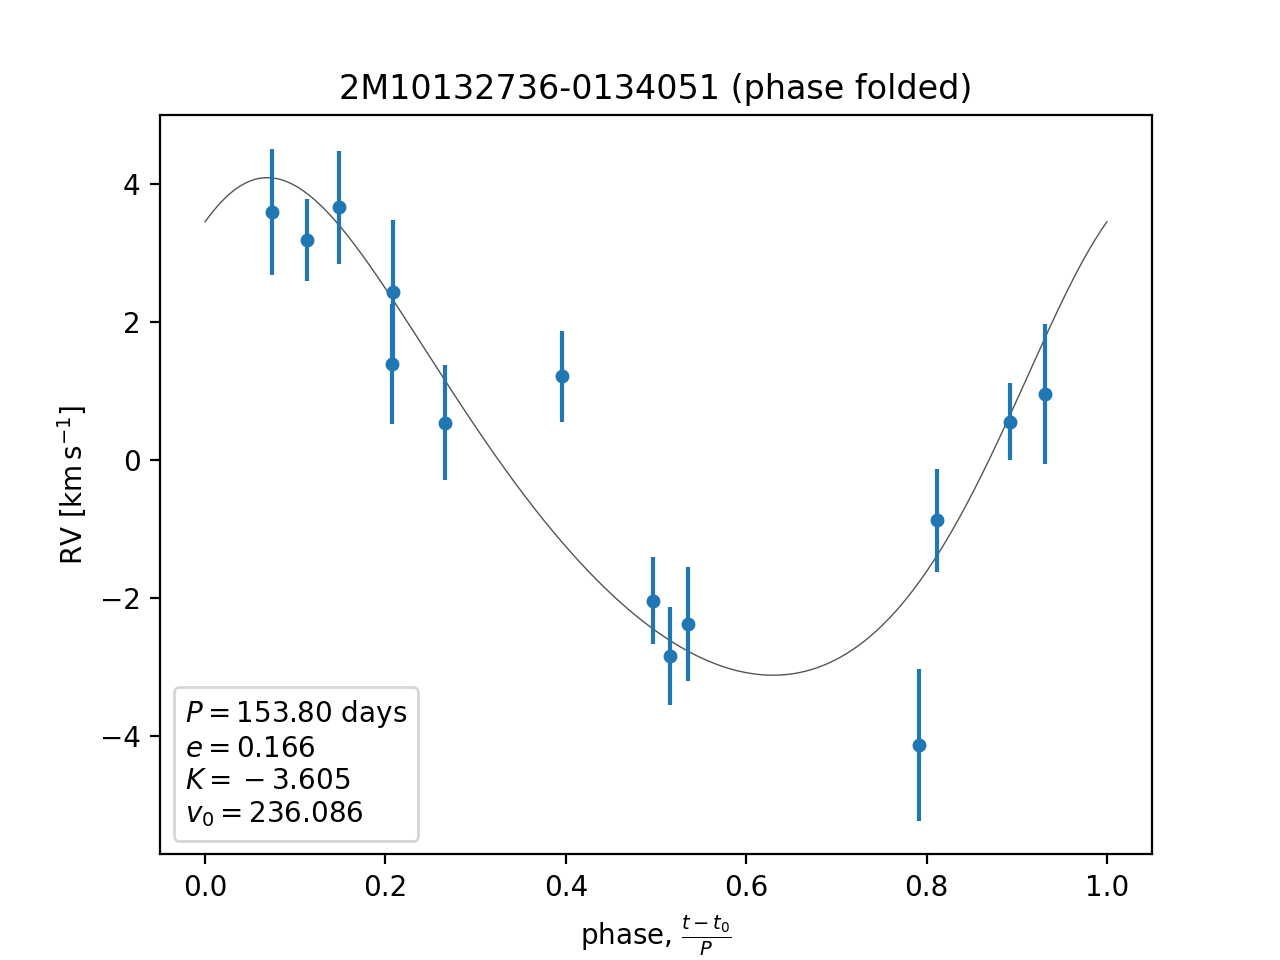 2M10132736-0134051 (phase folded)
4
2
0
−2
−4
RV [km s⁻¹]
P = 153.80 days
e = 0.166
K = −3.605
v₀ = 236.086
0.0 0.2 0.4 0.6 0.8 1.0
phase, (t − t₀)/P